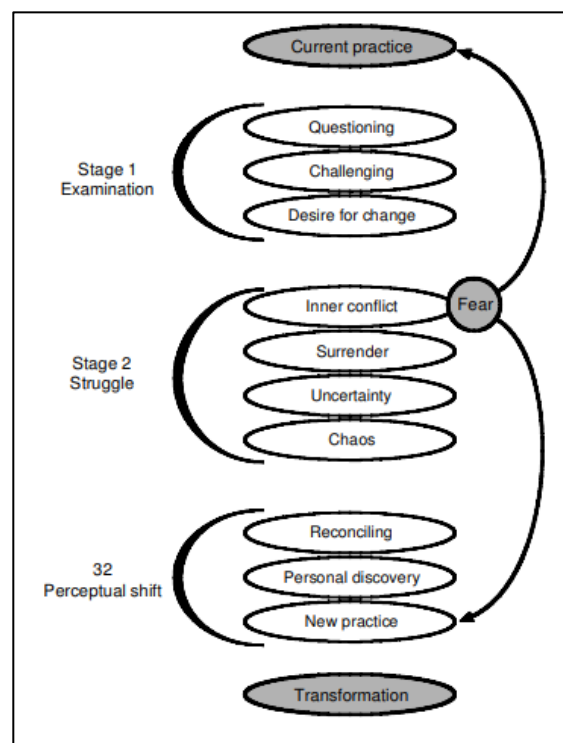 Current practice
Questioning
Stage 1
Examination
Challenging
Desire for change
Inner conflict
Fear
Stage 2
Struggle
Surrender
Uncertainty
Chaos
Reconciling
32
Perceptual shift
Personal discovery
New practice
Transformation